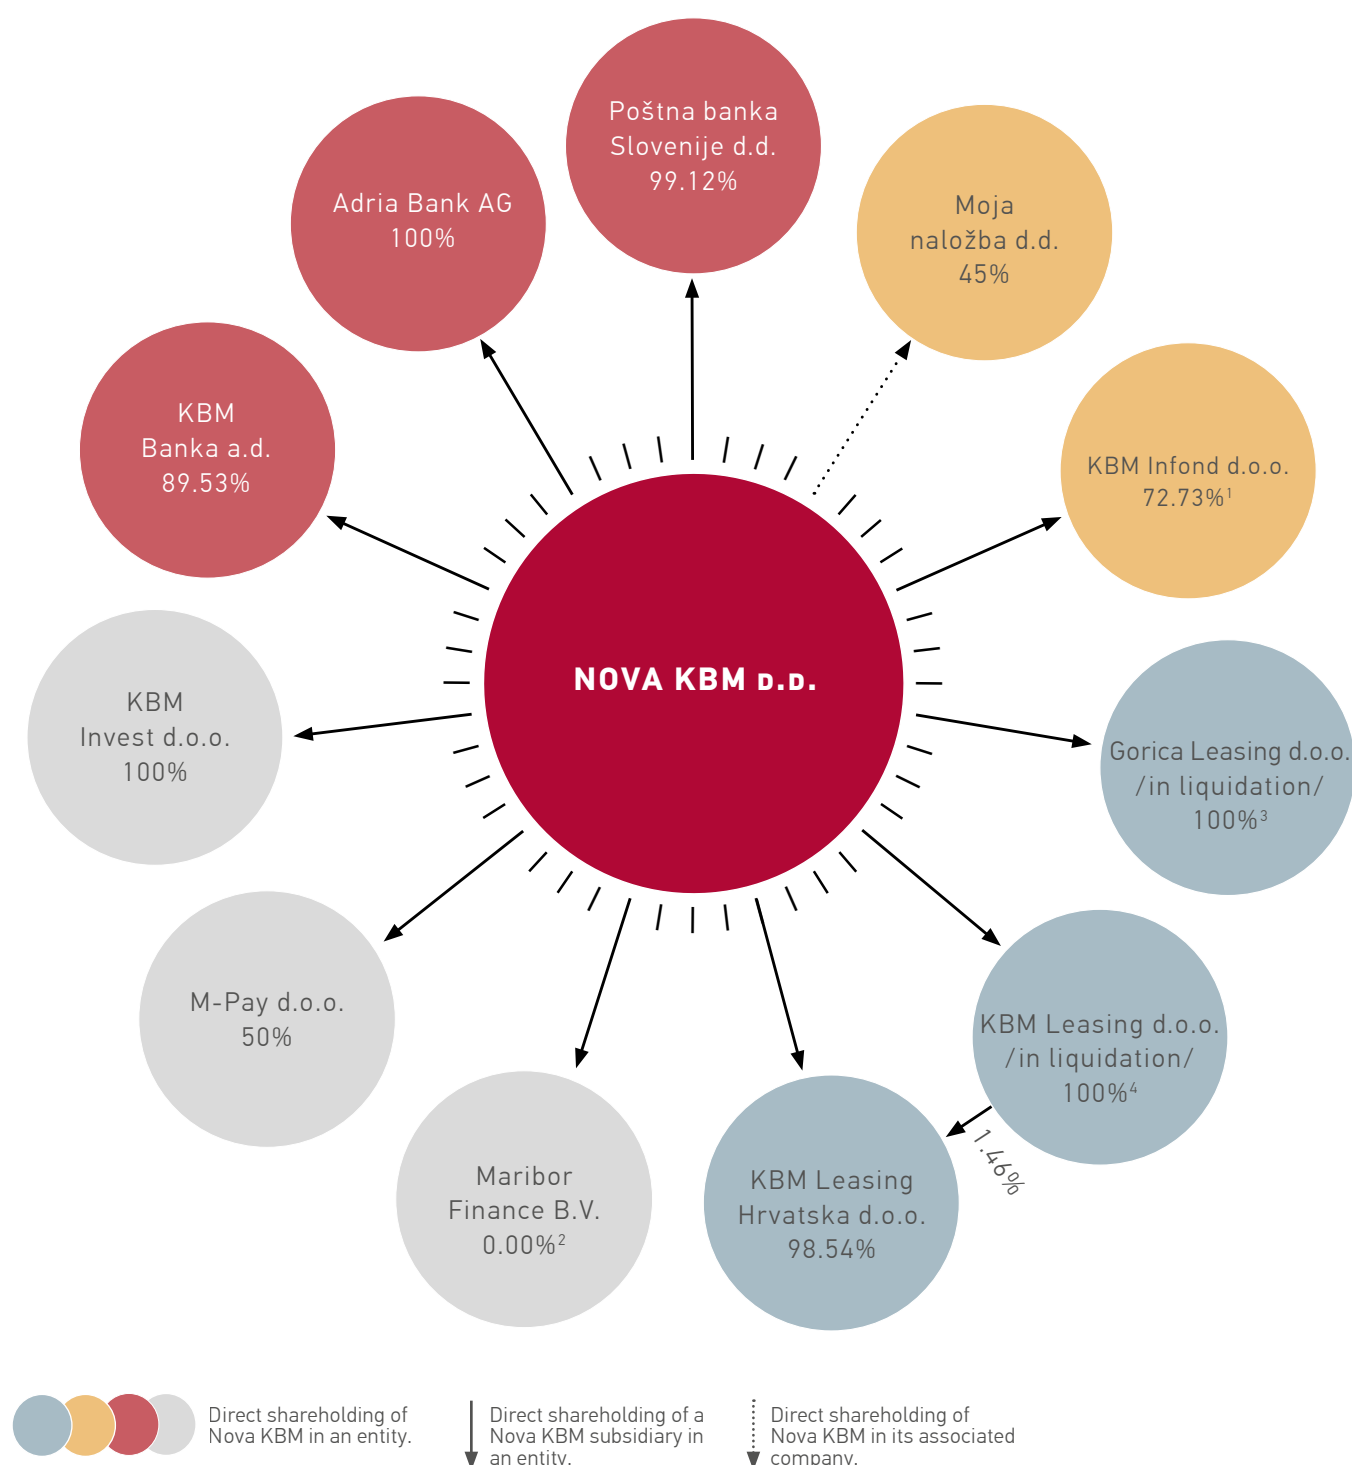 Poštna banka
Slovenije d.d.
99.12%
Adria Bank AG
100%
Moja
naložba d.d.
45%
KBM
Banka a.d.
89.53%
KBM Infond d.o.o.
72.73%¹
NOVA KBM D.D.
KBM
Invest d.o.o.
100%
Gorica Leasing d.o.o.
/in liquidation/
100%³
M-Pay d.o.o.
50%
KBM Leasing d.o.o.
/in liquidation/
100%⁴
1.46%
Maribor
Finance B.V.
0.00%²
KBM Leasing
Hrvatska d.o.o.
98.54%
Direct shareholding of
Nova KBM in an entity.
Direct shareholding of a
Nova KBM subsidiary in
an entity.
Direct shareholding of
Nova KBM in its associated
company.